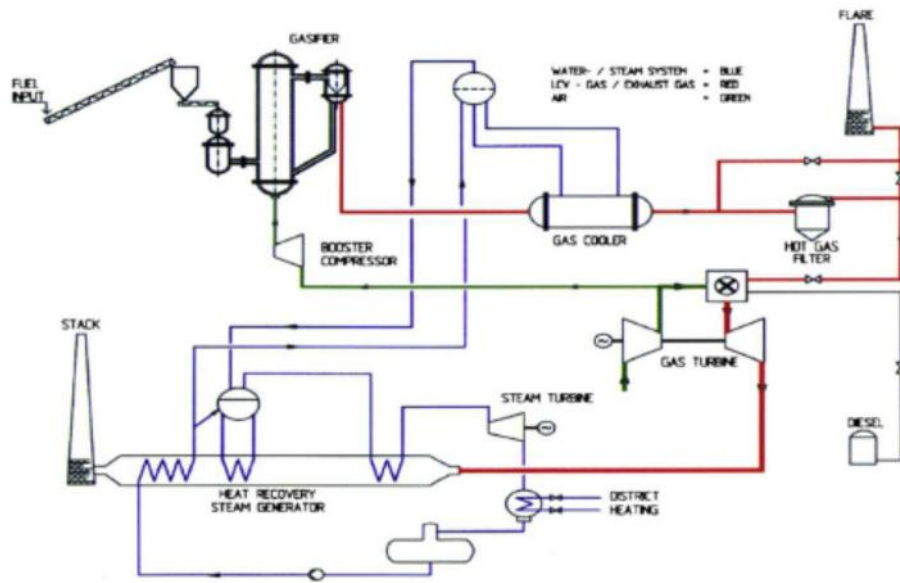 GASIFIER
FLARE
FUEL
INPUT
WATER- / STEAM SYSTEM = BLUE
LCV - GAS / EXHAUST GAS = RED
AIR = GREEN
GAS COOLER
HOT GAS
FILTER
BOOSTER
COMPRESSOR
STACK
GAS TURBINE
STEAM TURBINE
DIESEL
HEAT RECOVERY
STEAM GENERATOR
DISTRICT
HEATING